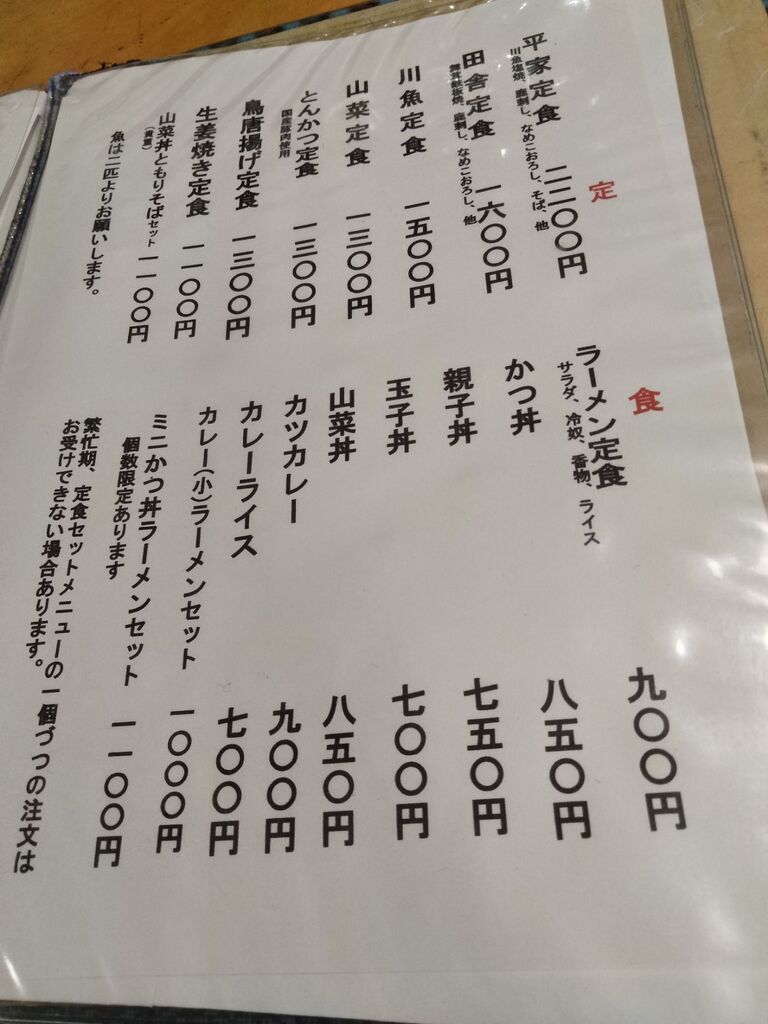 定食
平家定食 二二〇〇円
川魚塩焼、鹿刺し、なめこおろし、そば、他
田舎定食 一六〇〇円
舞茸鉄板焼、鹿刺し、なめこおろし、他
川魚定食 一五〇〇円
山菜定食 一三〇〇円
とんかつ定食 一三〇〇円
国産豚肉使用
鳥唐揚げ定食 一三〇〇円
生姜焼き定食 一一〇〇円
山菜丼ともりそばセット 一一〇〇円
魚は二匹よりお願いします。
ラーメン定食 九〇〇円
サラダ、冷奴、香物、ライス
かつ丼 八五〇円
親子丼 七五〇円
玉子丼 七〇〇円
山菜丼 八五〇円
カツカレー 九〇〇円
カレーライス 七〇〇円
カレー(小)ラーメンセット 一〇〇〇円
ミニかつ丼ラーメンセット 一一〇〇円
個数限定あります
繁忙期、定食セットメニューの一個づつの注文は
お受けできない場合あります。